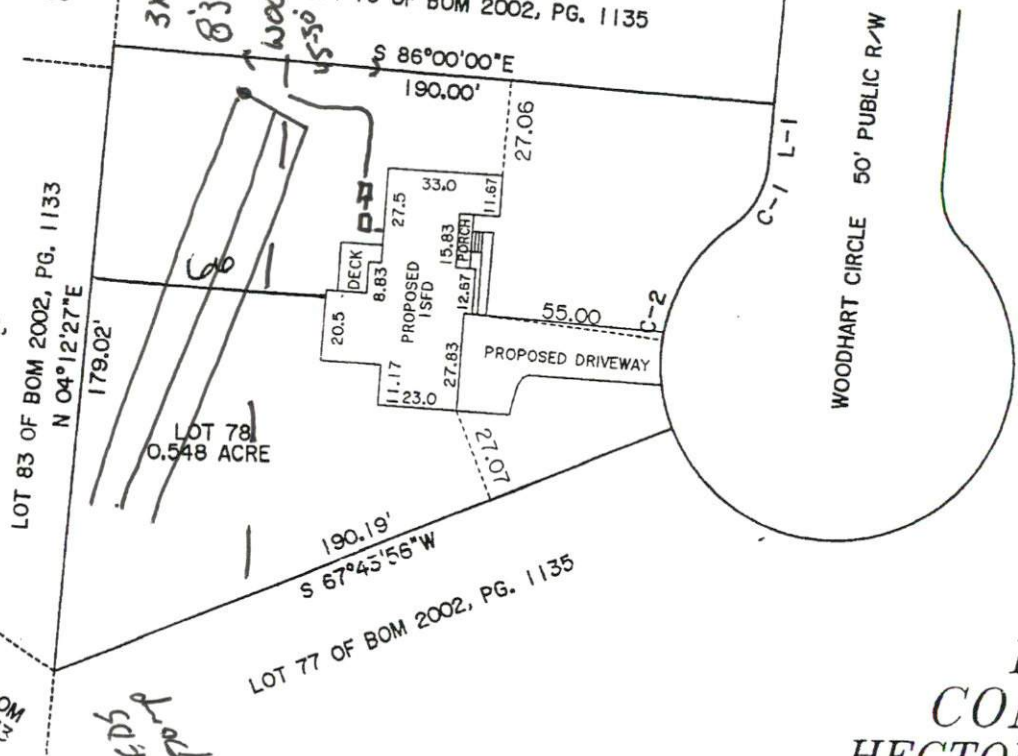 OF BOM 2002, PG. 1135
S 86°00'00"E
190.00'
27.06
L-1
C-1
WOODHART CIRCLE 50' PUBLIC R/W
33.0
11.67
27.5
15.83
PORCH
DECK
8.83
PROPOSED
SFD
12.67
20.5
55.00
C-2
PROPOSED DRIVEWAY
27.83
11.17
23.0
27.07
66
LOT 83 OF BOM 2002, PG. 1133
N 04°12'27"E
179.02'
LOT 78
0.548 ACRE
190.19'
S 67°43'56"W
LOT 77 OF BOM 2002, PG. 1135